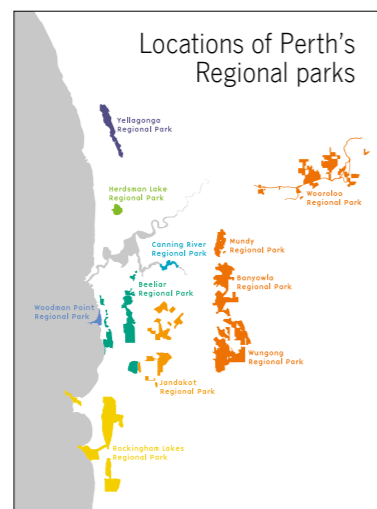 Locations of Perth's
Regional parks
Yellagonga
Regional Park
Herdsman Lake
Regional Park
Wooroloo
Regional Park
Canning River
Regional Park
Mundy
Regional Park
Beeliar
Regional Park
Banyowla
Regional Park
Woodman Point
Regional Park
Wungong
Regional Park
Jandakot
Regional Park
Rockingham Lakes
Regional Park